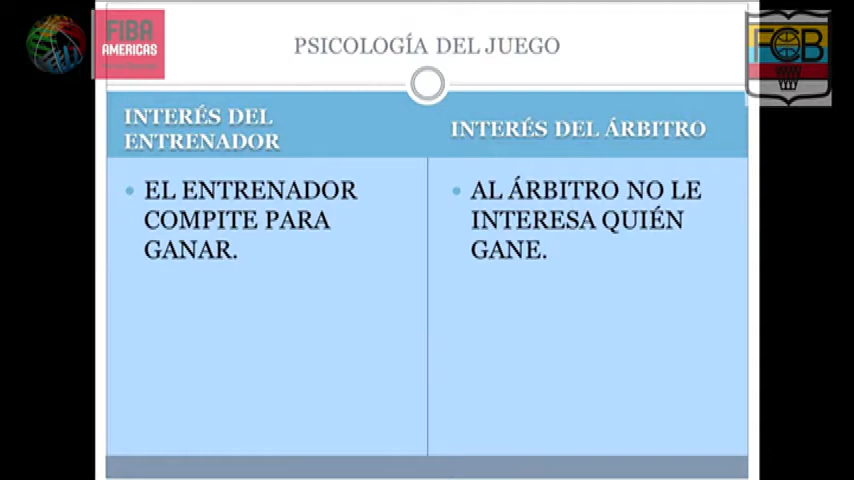 FIBA
AMERICAS
PSICOLOGÍA DEL JUEGO
FCB
INTERÉS DEL
ENTRENADOR
INTERÉS DEL ÁRBITRO
• EL ENTRENADOR
COMPITE PARA
GANAR.
• AL ÁRBITRO NO LE
INTERESA QUIÉN
GANE.